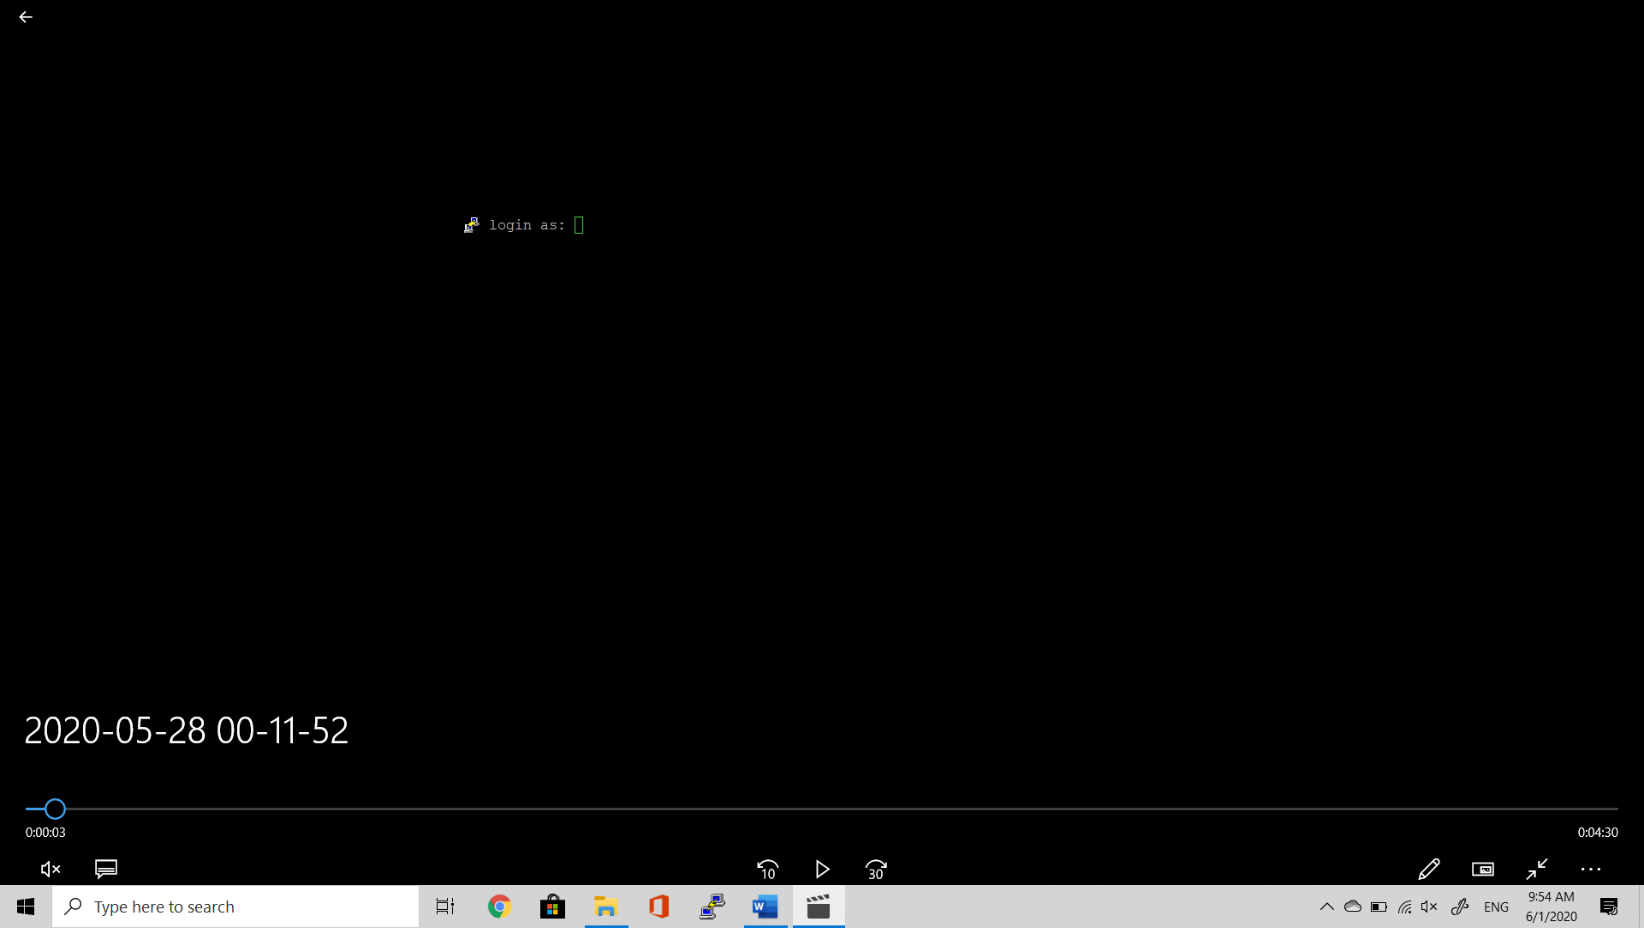 login as:
2020-05-28 00-11-52
0:00:03
0:04:30
10
30
Type here to search
W
ENG
9:54 AM
6/1/2020